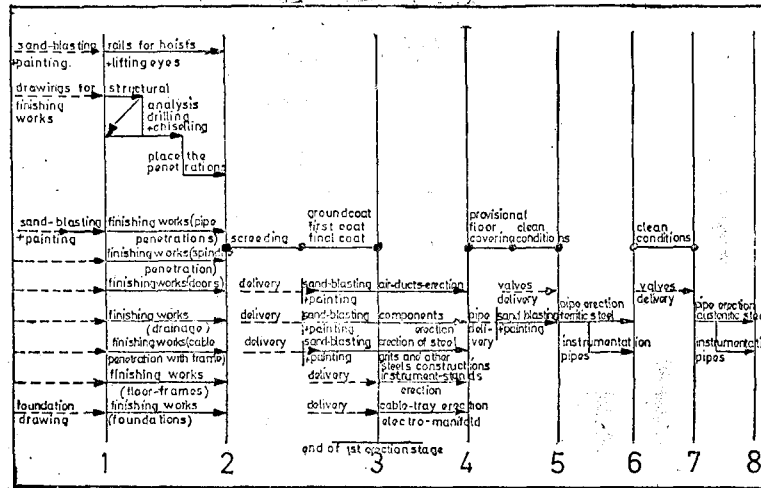 sand-blasting rails for hoists
+painting. +lifting eyes
drawings for structural
finishing works
analysis
drilling
+chiselling
place the
penetrations
sand-blasting finishing works(pipe
+painting penetrations)
screeding
groundcoat
first coat
final coat
provisional
floor clean
covering conditions
clean
conditions
finishing works(spindle
penetration)
finishing works(doors)
delivery sand-blasting air-ducts-erection
+painting
valves
delivery
valves
delivery
finishing works
(drainage)
delivery sand-blasting components
+painting erection
pipe
deli-
very
sand blasting
+painting
pipe erection
ferritic steel
pipe erection
austenitic steel
finishing works(cable
penetration with frame)
delivery sand-blasting erection of steel
+painting grits and other
steels constructions
instrumentation
pipes
instrumentation
pipes
finishing works
(floor-frames)
delivery instrument-stands
erection
foundation finishing works
drawing (foundations)
delivery cable-tray erection
electro-manifold
1 2 3 4 5 6 7 8
end of 1st erection stage